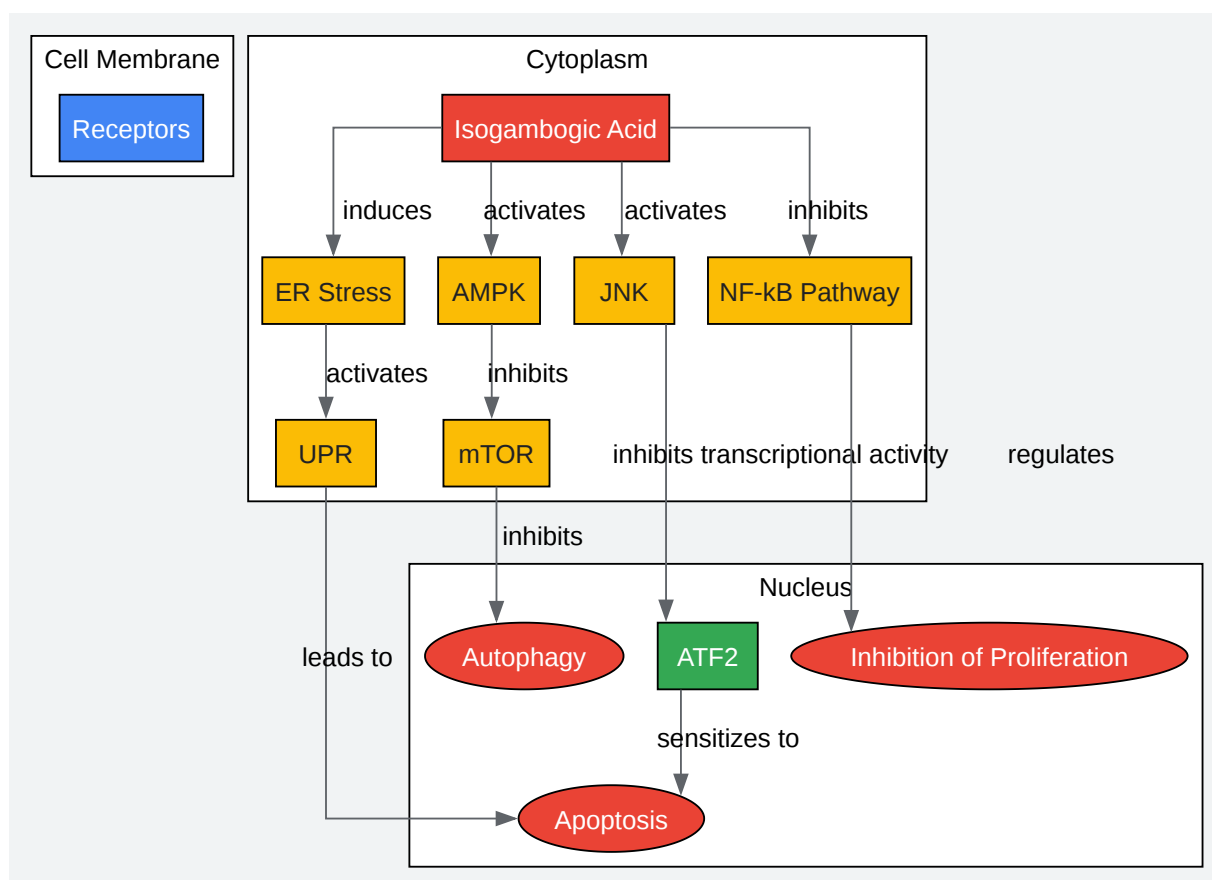 Cell Membrane
Receptors
Cytoplasm
Isogambogic Acid
induces
activates
activates
inhibits
ER Stress
AMPK
JNK
NF-kB Pathway
activates
inhibits
UPR
mTOR
inhibits transcriptional activity
regulates
inhibits
Nucleus
leads to
Autophagy
ATF2
Inhibition of Proliferation
sensitizes to
Apoptosis